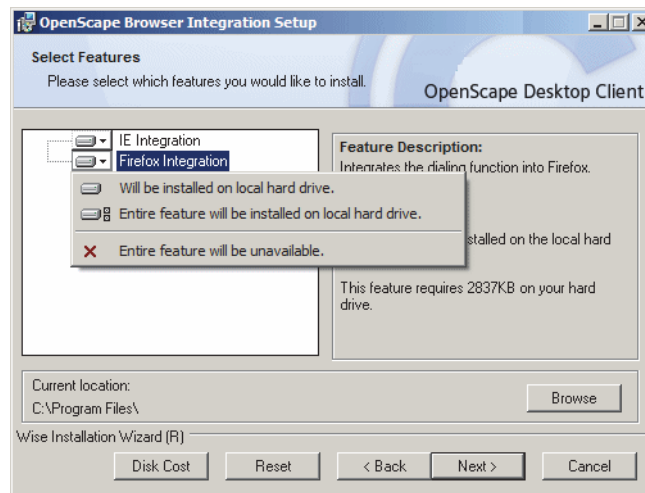 OpenScape Browser Integration Setup
Select Features
Please select which features you would like to install.
OpenScape Desktop Client
IE Integration
Firefox Integration
Will be installed on local hard drive.
Entire feature will be installed on local hard drive.
Entire feature will be unavailable.
Feature Description:
Integrates the dialing function into Firefox.
stalled on the local hard
This feature requires 2837KB on your hard
drive.
Current location:
C:\Program Files\
Browse
Wise Installation Wizard (R)
Disk Cost
Reset
< Back
Next >
Cancel